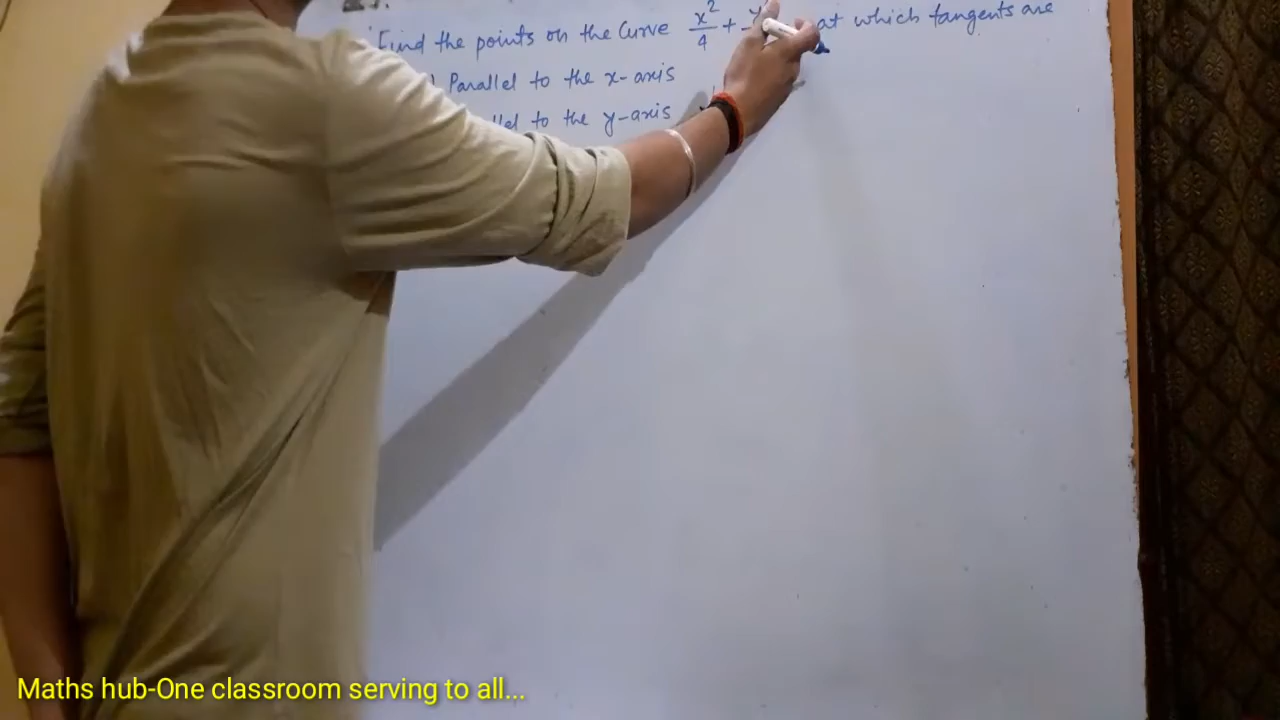 Find the points on the Curve x²/4 + y at which tangents are
Parallel to the x-axis
llel to the y-axis
Maths hub-One classroom serving to all...